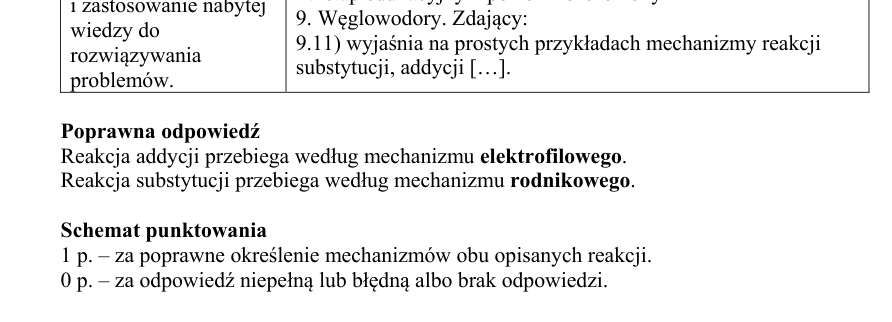 i zastosowanie nabytej
wiedzy do
rozwiązywania
problemów.
9. Węglowodory. Zdający:
9.11) wyjaśnia na prostych przykładach mechanizmy reakcji
substytucji, addycji […].
Poprawna odpowiedź
Reakcja addycji przebiega według mechanizmu elektrofilowego.
Reakcja substytucji przebiega według mechanizmu rodnikowego.
Schemat punktowania
1 p. – za poprawne określenie mechanizmów obu opisanych reakcji.
0 p. – za odpowiedź niepełną lub błędną albo brak odpowiedzi.